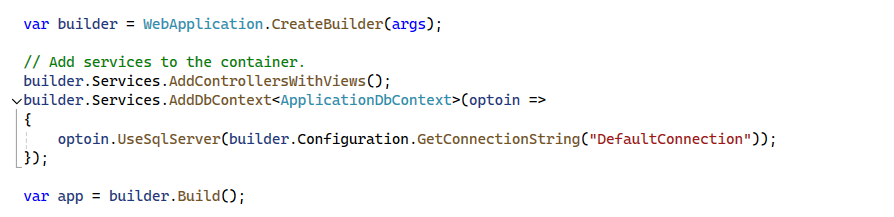 var builder = WebApplication.CreateBuilder(args);
// Add services to the container.
builder.Services.AddControllersWithViews();
builder.Services.AddDbContext<ApplicationDbContext>(optoin =>
{
    optoin.UseSqlServer(builder.Configuration.GetConnectionString("DefaultConnection"));
});
var app = builder.Build();